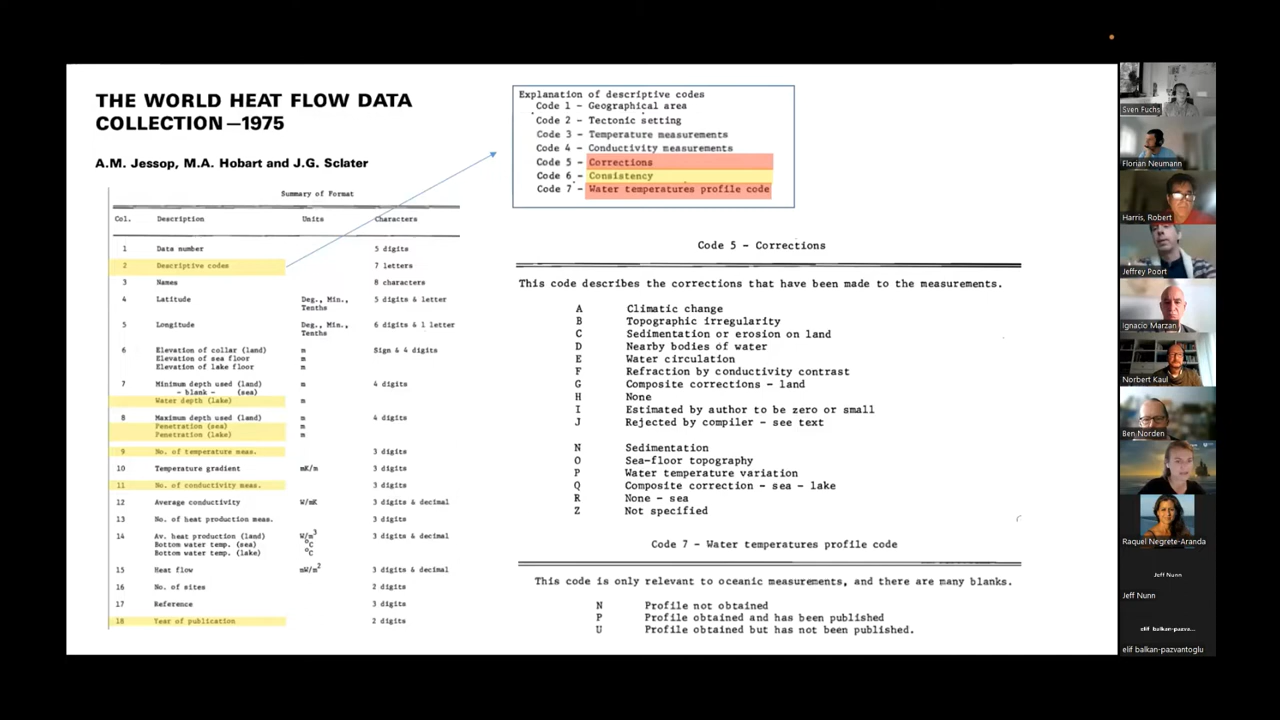 THE WORLD HEAT FLOW DATA
COLLECTION—1975
A.M. Jessop, M.A. Hobart and J.G. Sclater
Summary of Format
Col. Description Units Characters
1 Data number 5 digits
2 Descriptive codes 7 letters
3 Names 8 characters
4 Latitude Deg., Min., 5 digits & letter
Tenths
5 Longitude Deg., Min., 6 digits & 1 letter
Tenths
6 Elevation of collar (land) m Sign & 4 digits
Elevation of sea floor m
Elevation of lake floor m
7 Minimum depth used (land) m 4 digits
- blank - (sea)
Water depth (lake) m
8 Maximum depth used (land) m 4 digits
Penetration (sea) m
Penetration (lake) m
9 No. of temperature meas. 3 digits
10 Temperature gradient mK/m 3 digits
11 No. of conductivity meas. 3 digits
12 Average conductivity W/mK 3 digits & decimal
13 No. of heat production meas. 3 digits
14 Av. heat production (land) W/m³ 3 digits & decimal
Bottom water temp. (sea) °C
Bottom water temp. (lake) °C
15 Heat flow mW/m² 3 digits & decimal
16 No. of sites 2 digits
17 Reference 3 digits
18 Year of publication 2 digits
Explanation of descriptive codes
Code 1 - Geographical area
Code 2 - Tectonic setting
Code 3 - Temperature measurements
Code 4 - Conductivity measurements
Code 5 - Corrections
Code 6 - Consistency
Code 7 - Water temperatures profile code
Code 5 - Corrections
This code describes the corrections that have been made to the measurements.
A Climatic change
B Topographic irregularity
C Sedimentation or erosion on land
D Nearby bodies of water
E Water circulation
F Refraction by conductivity contrast
G Composite corrections - land
H None
I Estimated by author to be zero or small
J Rejected by compiler - see text
N Sedimentation
O Sea-floor topography
P Water temperature variation
Q Composite correction - sea - lake
R None - sea
Z Not specified
Code 7 - Water temperatures profile code
This code is only relevant to oceanic measurements, and there are many blanks.
N Profile not obtained
P Profile obtained and has been published
U Profile obtained but has not been published.
Sven Fuchs
Florian Neumann
Harris, Robert
Jeffrey Poort
Ignacio Marzan
Norbert Kaul
Ben Norden
Raquel Negrete-Aranda
Jeff Nunn
Jeff Nunn
elif balkan-pazva...
elif balkan-pazvantoglu